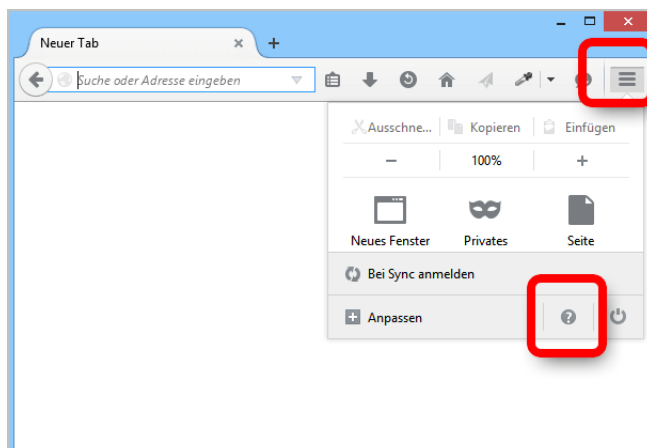 Neuer Tab
Suche oder Adresse eingeben
Ausschne... Kopieren Einfügen
100%
Neues Fenster Privates Seite
Bei Sync anmelden
Anpassen